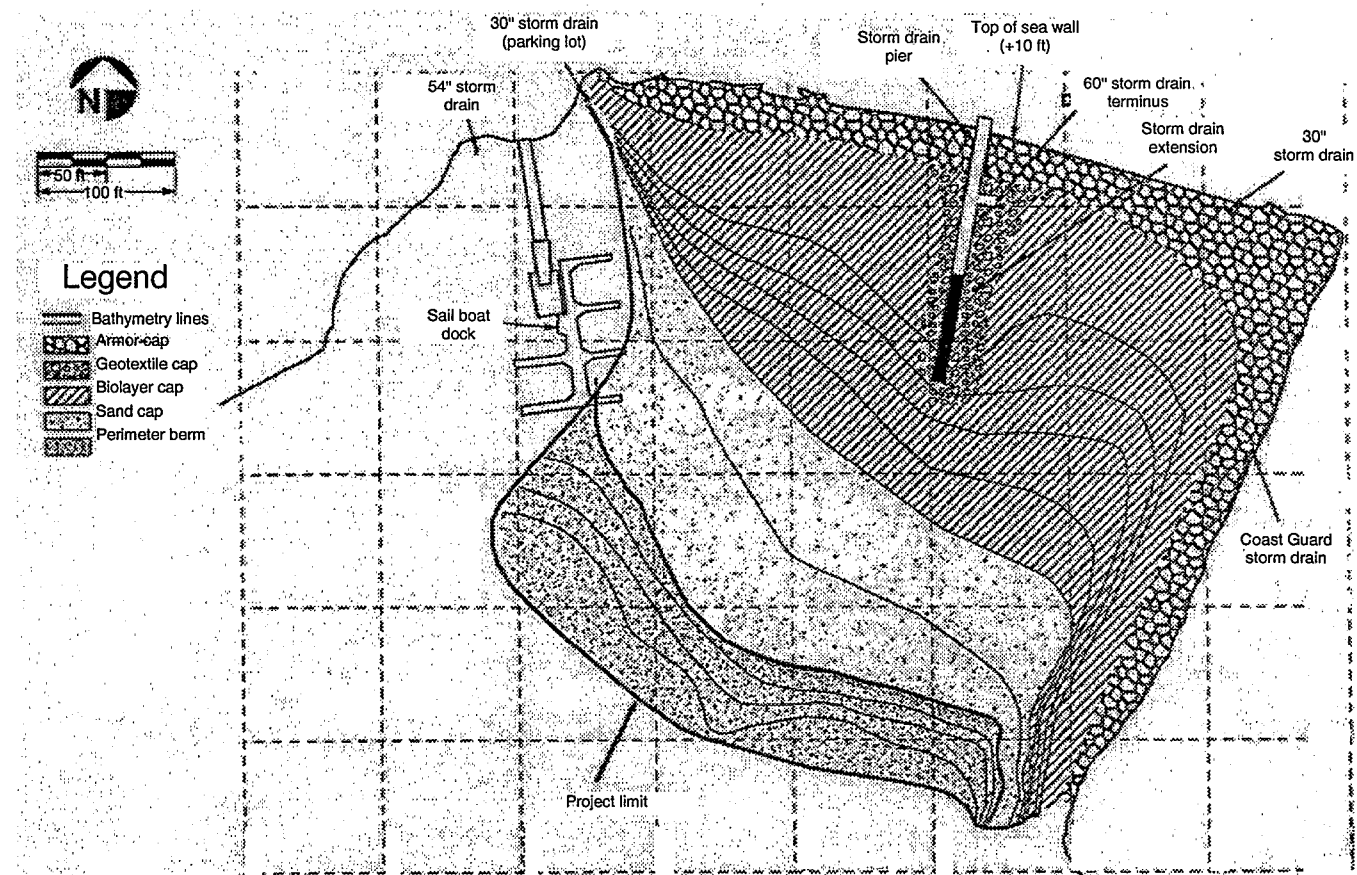 30" storm drain
(parking lot)
Storm drain
pier
Top of sea wall
(+10 ft)
54" storm
drain
60" storm drain
terminus
Storm drain
extension
30"
storm drain
N
50 ft
100 ft
Legend
Bathymetry lines
Armor cap
Geotextile cap
Biolayer cap
Sand cap
Perimeter berm
Sail boat
dock
Coast Guard
storm drain
Project limit